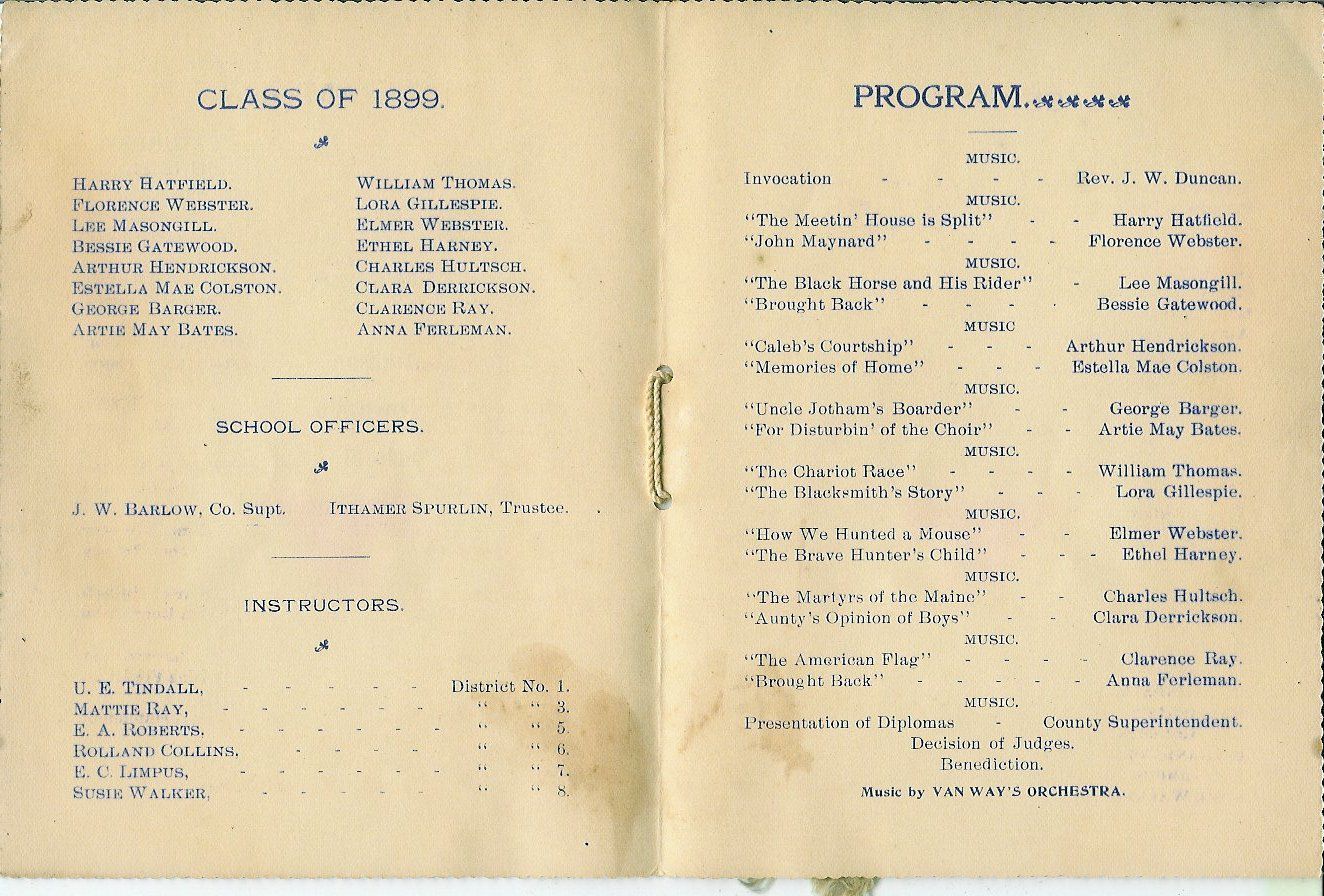 CLASS OF 1899.
HARRY HATFIELD.
FLORENCE WEBSTER.
LEE MASONGILL.
BESSIE GATEWOOD.
ARTHUR HENDRICKSON.
ESTELLA MAE COLSTON.
GEORGE BARGER.
ARTIE MAY BATES.
WILLIAM THOMAS.
LORA GILLESPIE.
ELMER WEBSTER.
ETHEL HARNEY.
CHARLES HULTSCH.
CLARA DERRICKSON.
CLARENCE RAY.
ANNA FERLEMAN.
SCHOOL OFFICERS.
J. W. BARLOW, Co. Supt. ITHAMER SPURLIN, Trustee.
INSTRUCTORS.
U. E. TINDALL, - - - - - District No. 1.
MATTIE RAY, - - - - - - “ “ 3.
E. A. ROBERTS. - - - - - - “ “ 5.
ROLLAND COLLINS, - - - - “ “ 6.
E. C. LIMPUS, - - - - - - “ “ 7.
SUSIE WALKER, - - - - - “ “ 8.
PROGRAM.
MUSIC.
Invocation - - - - Rev. J. W. Duncan.
MUSIC.
“The Meetin’ House is Split” - - Harry Hatfield.
“John Maynard” - - - - Florence Webster.
MUSIC.
“The Black Horse and His Rider” - Lee Masongill.
“Brought Back” - - - - Bessie Gatewood.
MUSIC
“Caleb’s Courtship” - - - Arthur Hendrickson.
“Memories of Home” - - - Estella Mae Colston.
MUSIC.
“Uncle Jotham’s Boarder” - - George Barger.
“For Disturbin’ of the Choir” - - Artie May Bates.
MUSIC.
“The Chariot Race” - - - - William Thomas.
“The Blacksmith’s Story” - - - Lora Gillespie.
MUSIC.
“How We Hunted a Mouse” - - Elmer Webster.
“The Brave Hunter’s Child” - - - Ethel Harney.
MUSIC.
“The Martyrs of the Maine” - - Charles Hultsch.
“Aunty’s Opinion of Boys” - - Clara Derrickson.
MUSIC.
“The American Flag” - - - - Clarence Ray.
“Brought Back” - - - - - Anna Ferleman.
MUSIC.
Presentation of Diplomas - County Superintendent.
Decision of Judges.
Benediction.
Music by VAN WAY’S ORCHESTRA.